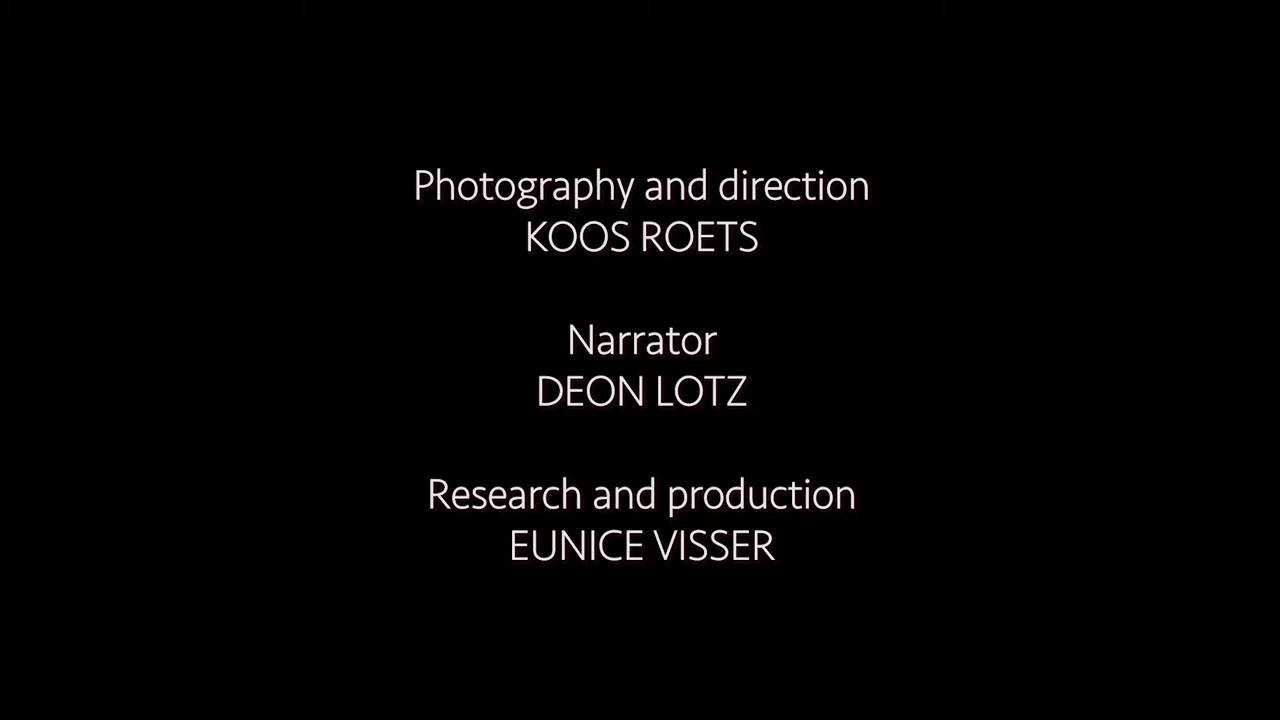 Photography and direction
KOOS ROETS
Narrator
DEON LOTZ
Research and production
EUNICE VISSER